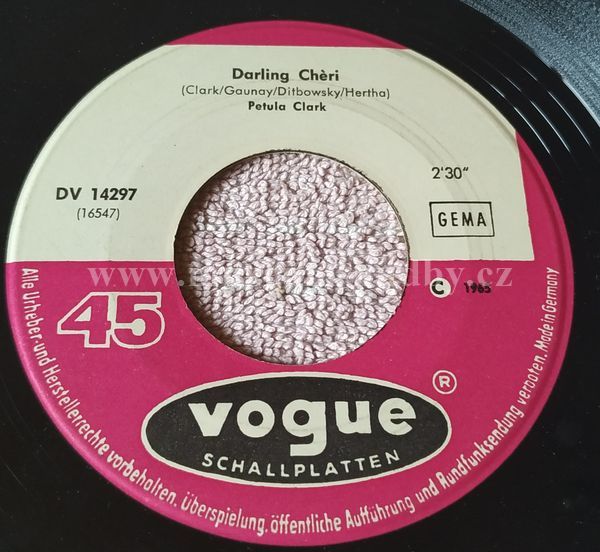 Darling Chèri
(Clark/Gaunay/Ditbowsky/Hertha)
Petula Clark
DV 14297
(16547)
2'30"
GEMA
45
C 1965
vogue ®
SCHALLPLATTEN
Alle Urheber-und Herstellerrechte vorbehalten. Überspielung, öffentliche Aufführung und Rundfunksendung verboten. Made in Germany